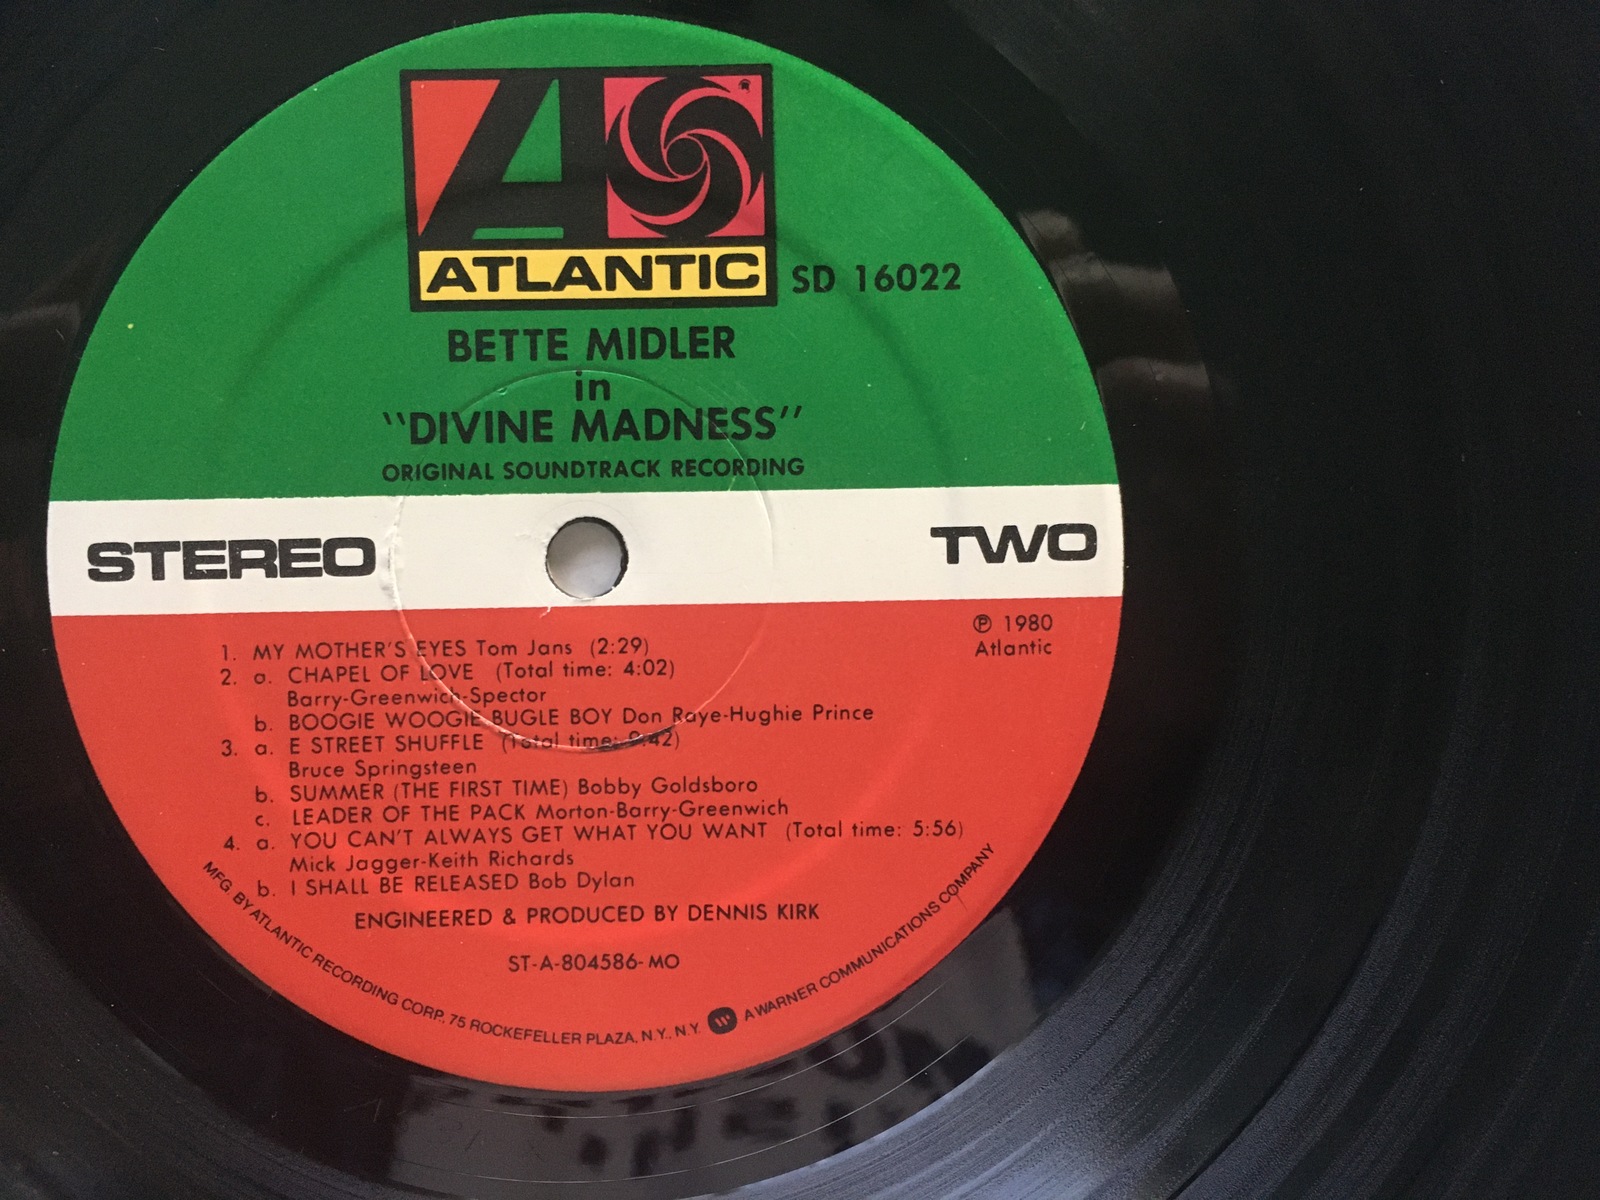 ATLANTIC
SD 16022
BETTE MIDLER
in
"DIVINE MADNESS"
ORIGINAL SOUNDTRACK RECORDING
STEREO
TWO
℗ 1980
Atlantic
1. MY MOTHER'S EYES Tom Jans (2:29)
2. a. CHAPEL OF LOVE (Total time: 4:02)
Barry-Greenwich-Spector
b. BOOGIE WOOGIE BUGLE BOY Don Raye-Hughie Prince
3. a. E STREET SHUFFLE (Total time: 9:42)
Bruce Springsteen
b. SUMMER (THE FIRST TIME) Bobby Goldsboro
c. LEADER OF THE PACK Morton-Barry-Greenwich
4. a. YOU CAN'T ALWAYS GET WHAT YOU WANT (Total time: 5:56)
Mick Jagger-Keith Richards
b. I SHALL BE RELEASED Bob Dylan
ENGINEERED & PRODUCED BY DENNIS KIRK
ST-A-804586-MO
MFG. BY ATLANTIC RECORDING CORP., 75 ROCKEFELLER PLAZA, N.Y., N.Y. A WARNER COMMUNICATIONS COMPANY